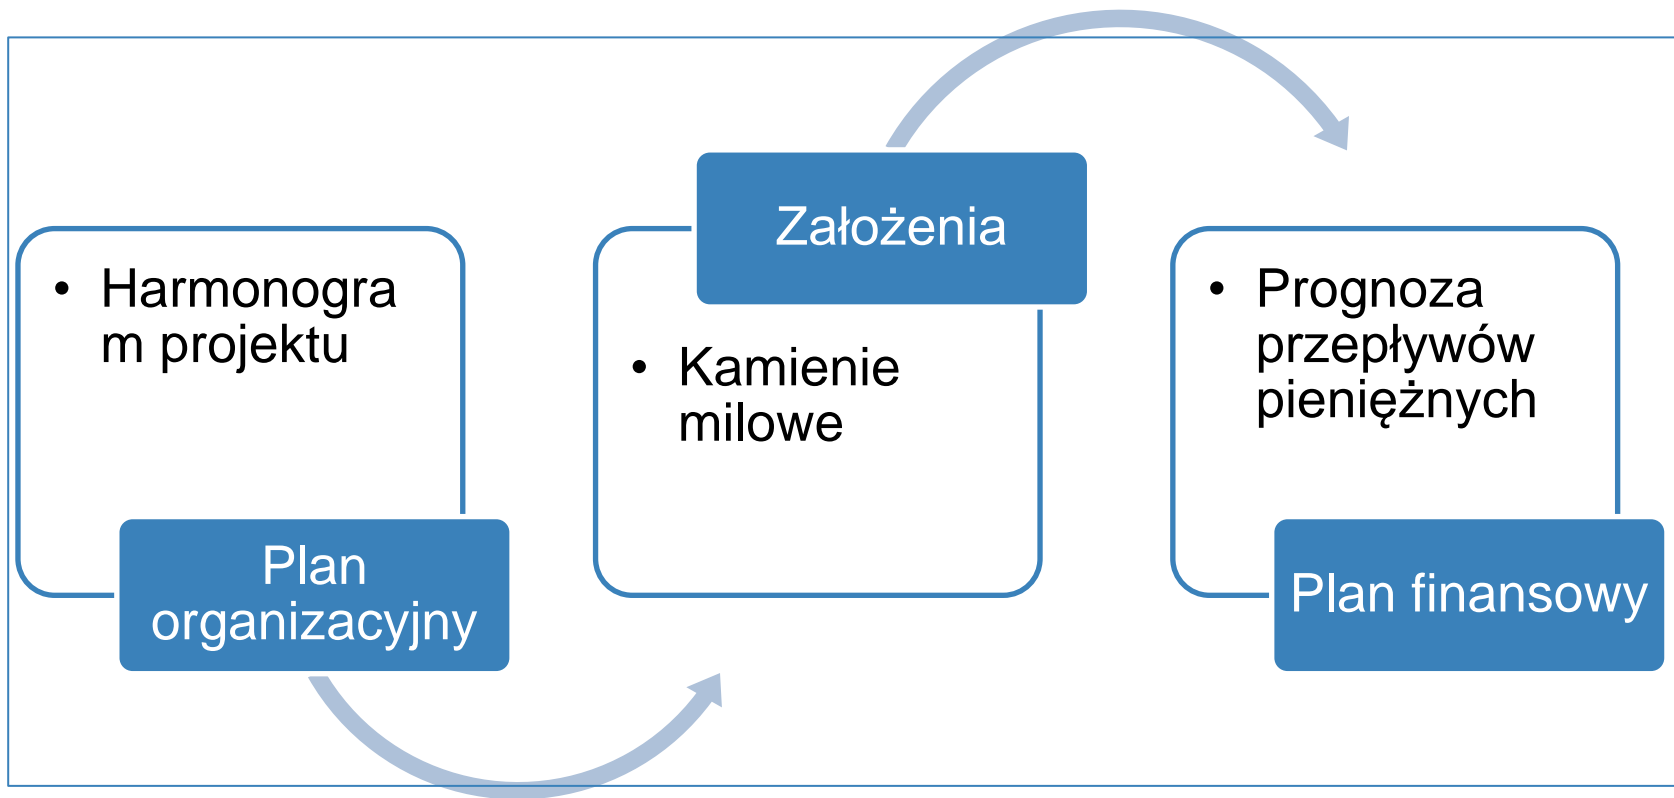 • Harmonogra
m projektu
Plan
organizacyjny
Założenia
• Kamienie
milowe
• Prognoza
przepływów
pieniężnych
Plan finansowy